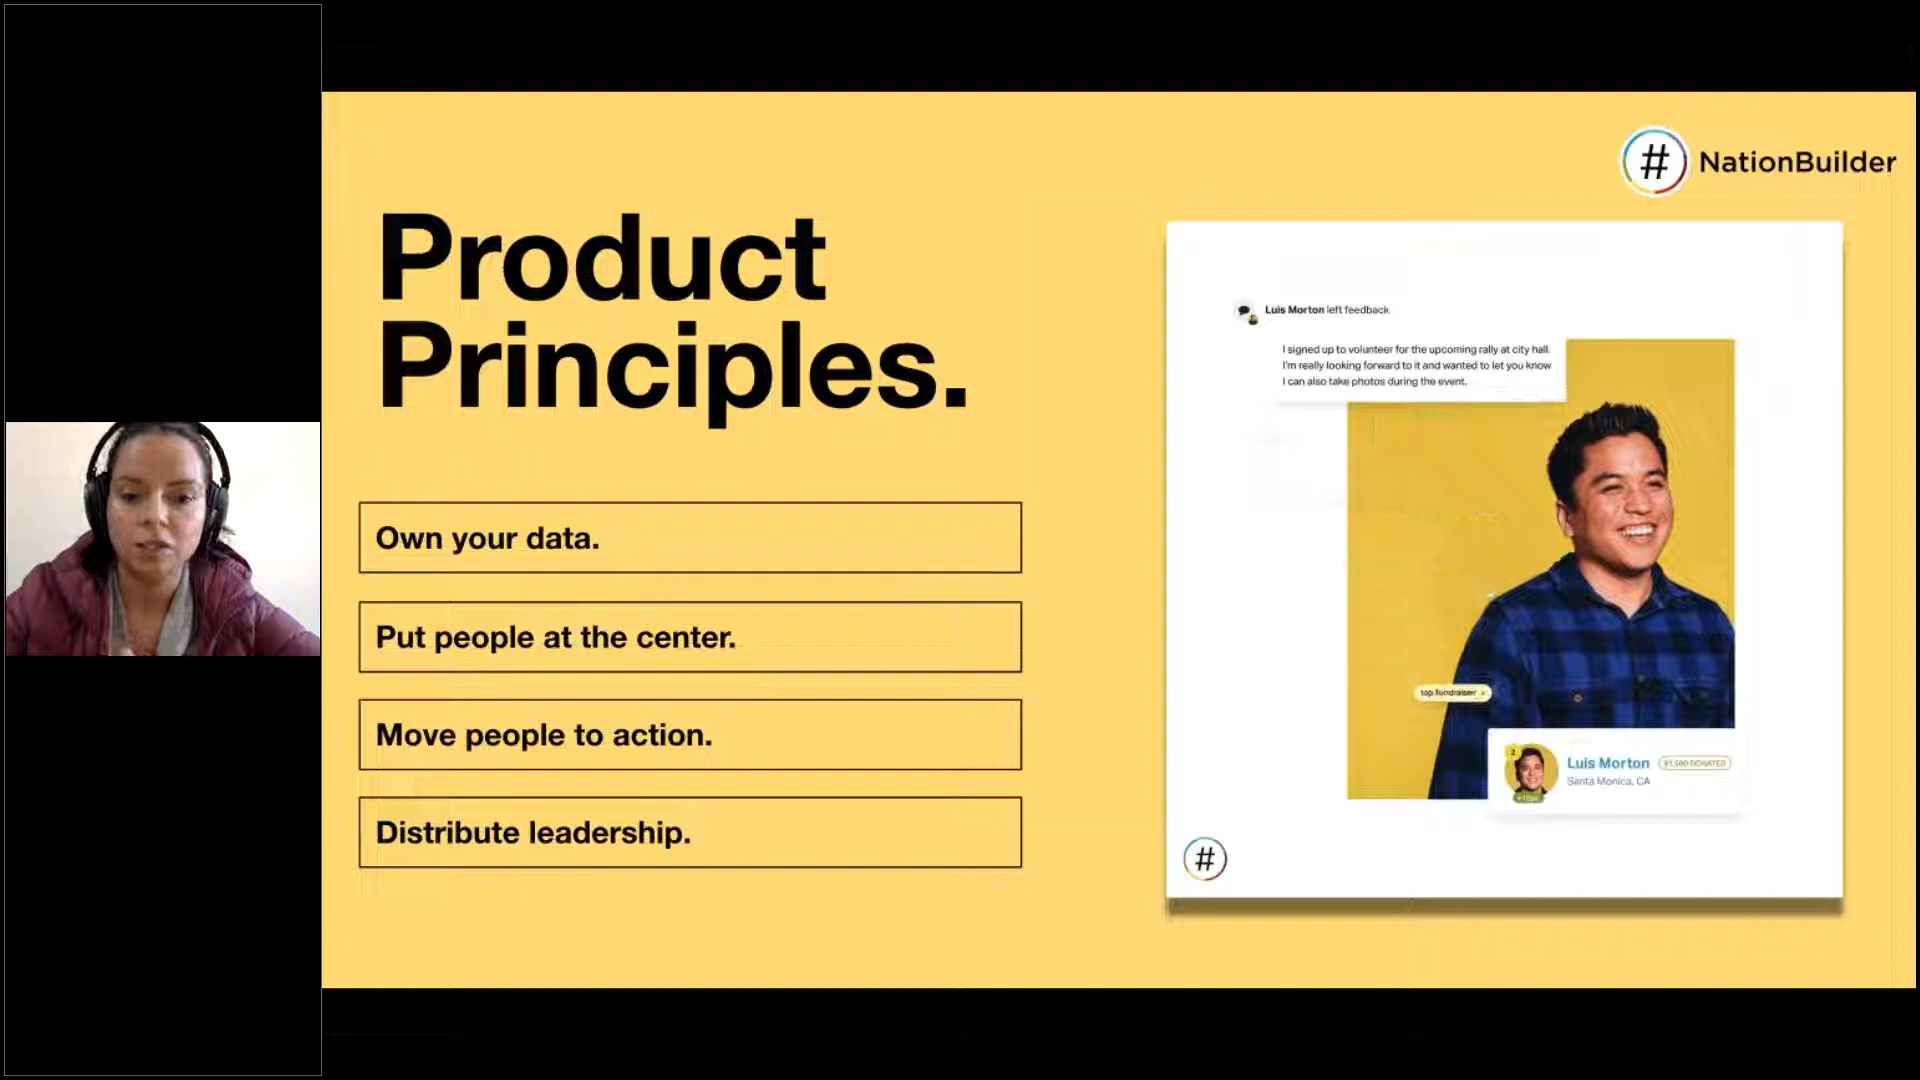 # NationBuilder
Product
Principles.
Own your data.
Put people at the center.
Move people to action.
Distribute leadership.
Luis Morton left feedback
I signed up to volunteer for the upcoming rally at city hall.
I'm really looking forward to it and wanted to let you know
I can also take photos during the event.
top fundraiser ×
2
Luis Morton
DONATED
Santa Monica, CA
#